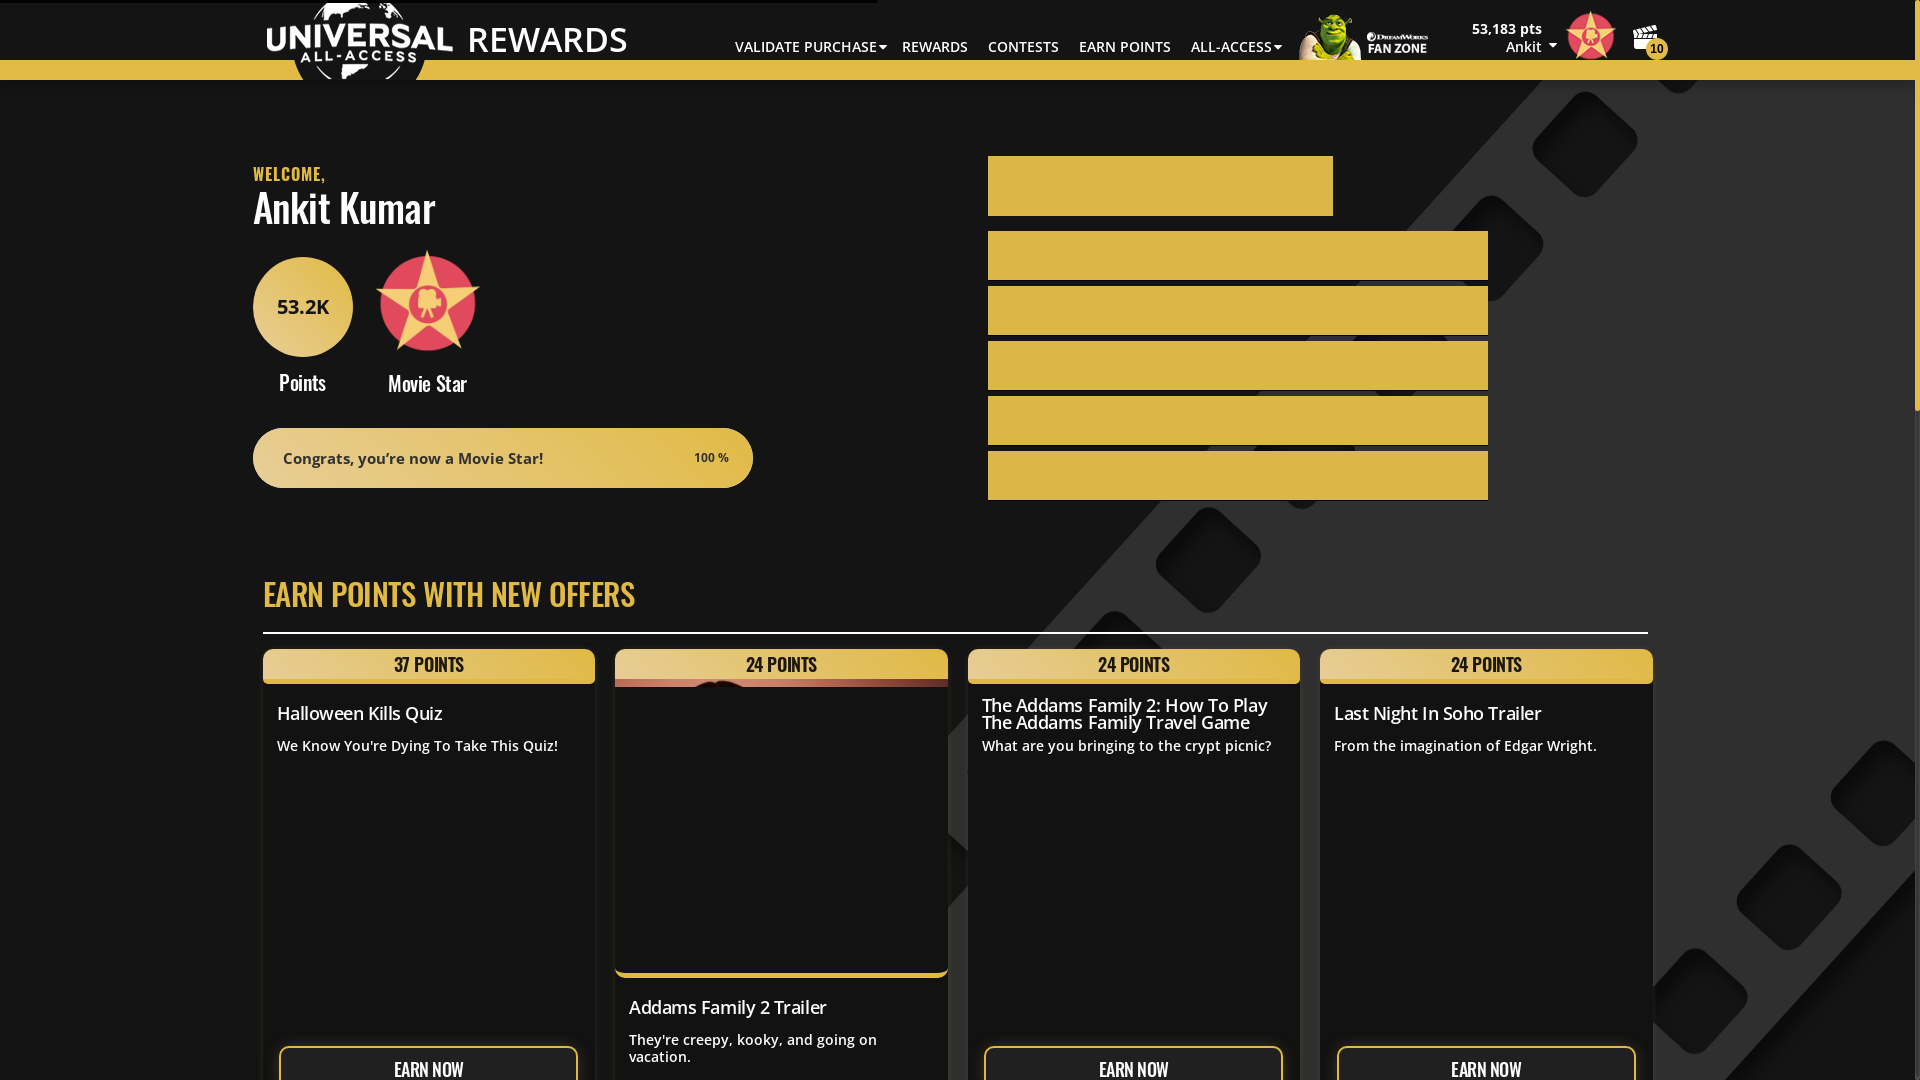 UNIVERSAL
ALL-ACCESS
REWARDS
VALIDATE PURCHASE
REWARDS
CONTESTS
EARN POINTS
ALL-ACCESS
DREAMWORKS
FAN ZONE
53,183 pts
Ankit
10
WELCOME,
Ankit Kumar
53.2K
Points
Movie Star
Congrats, you’re now a Movie Star!
100 %
EARN POINTS WITH NEW OFFERS
37 POINTS
Halloween Kills Quiz
We Know You're Dying To Take This Quiz!
EARN NOW
24 POINTS
Addams Family 2 Trailer
They're creepy, kooky, and going on
vacation.
24 POINTS
The Addams Family 2: How To Play
The Addams Family Travel Game
What are you bringing to the crypt picnic?
EARN NOW
24 POINTS
Last Night In Soho Trailer
From the imagination of Edgar Wright.
EARN NOW